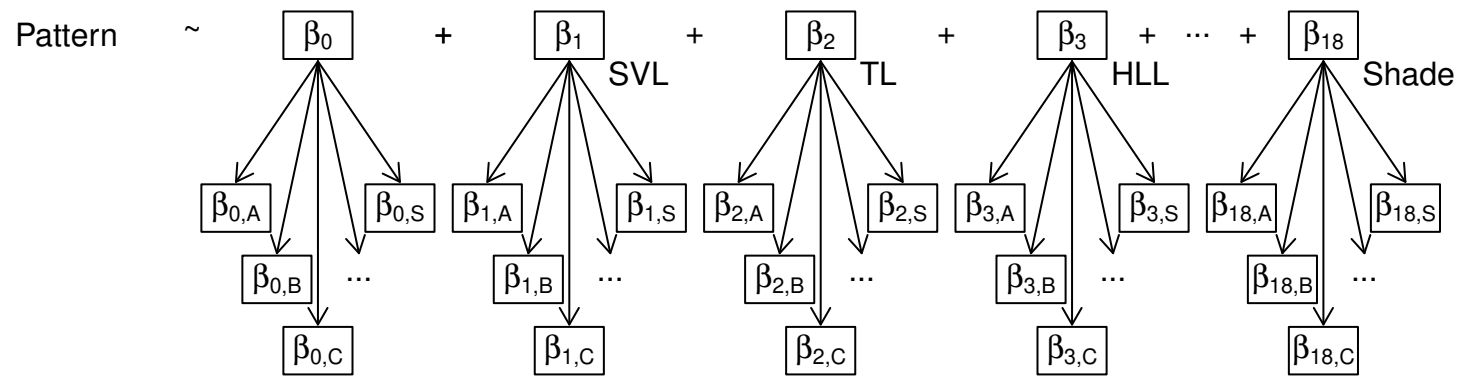 Pattern ~ β0 + β1 + β2 + β3 + ... + β18
SVL TL HLL Shade
β0,A β0,S β1,A β1,S β2,A β2,S β3,A β3,S β18,A β18,S
β0,B ... β1,B ... β2,B ... β3,B ... β18,B ...
β0,C β1,C β2,C β3,C β18,C